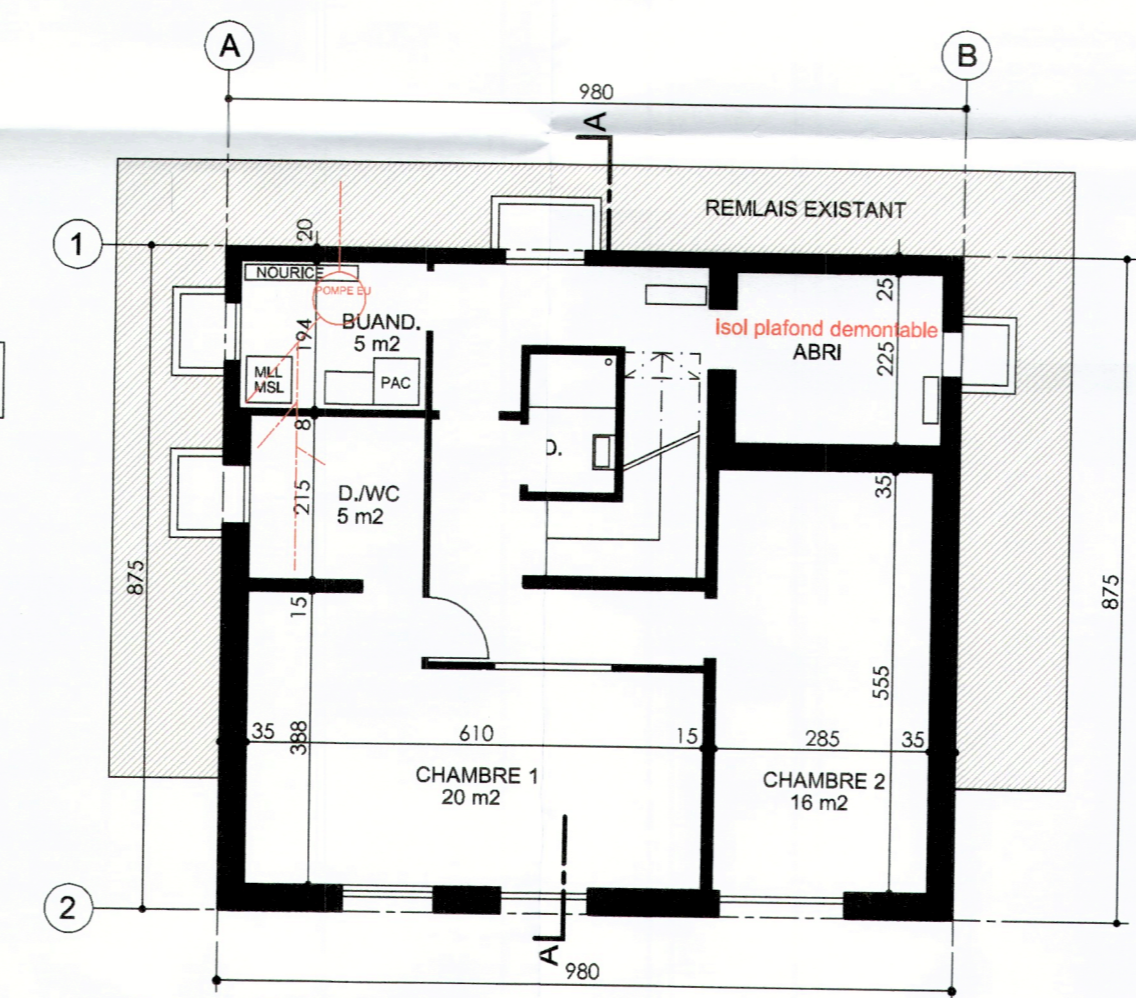 A
B
980
A
REMLAIS EXISTANT
1
20
NOURICE
POMPE EU
BUAND.
5 m2
194
25
isol plafond demontable
ABRI
225
MLL
MSL
PAC
8
D.
D./WC
5 m2
215
35
875
15
875
555
35
388
610
15
285
35
CHAMBRE 1
20 m2
CHAMBRE 2
16 m2
2
A
980